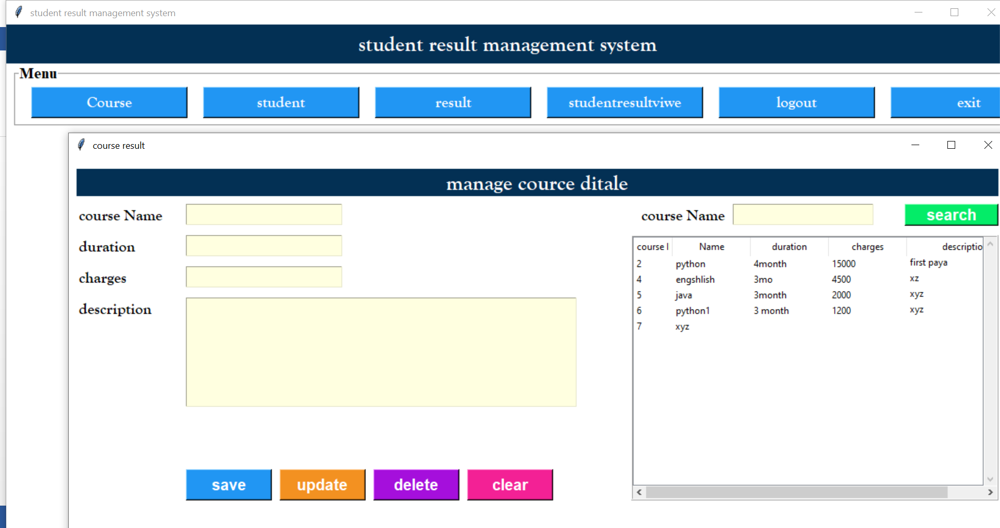 student result management system
student result management system
Menu
Course student result studentresultviwe logout exit
course result
manage cource ditale
course Name course Name search
duration
charges
description
course I Name duration charges descriptio
2 python 4month 15000 first paya
4 engshlish 3mo 4500 xz
5 java 3month 2000 xyz
6 python1 3 month 1200 xyz
7 xyz
save update delete clear